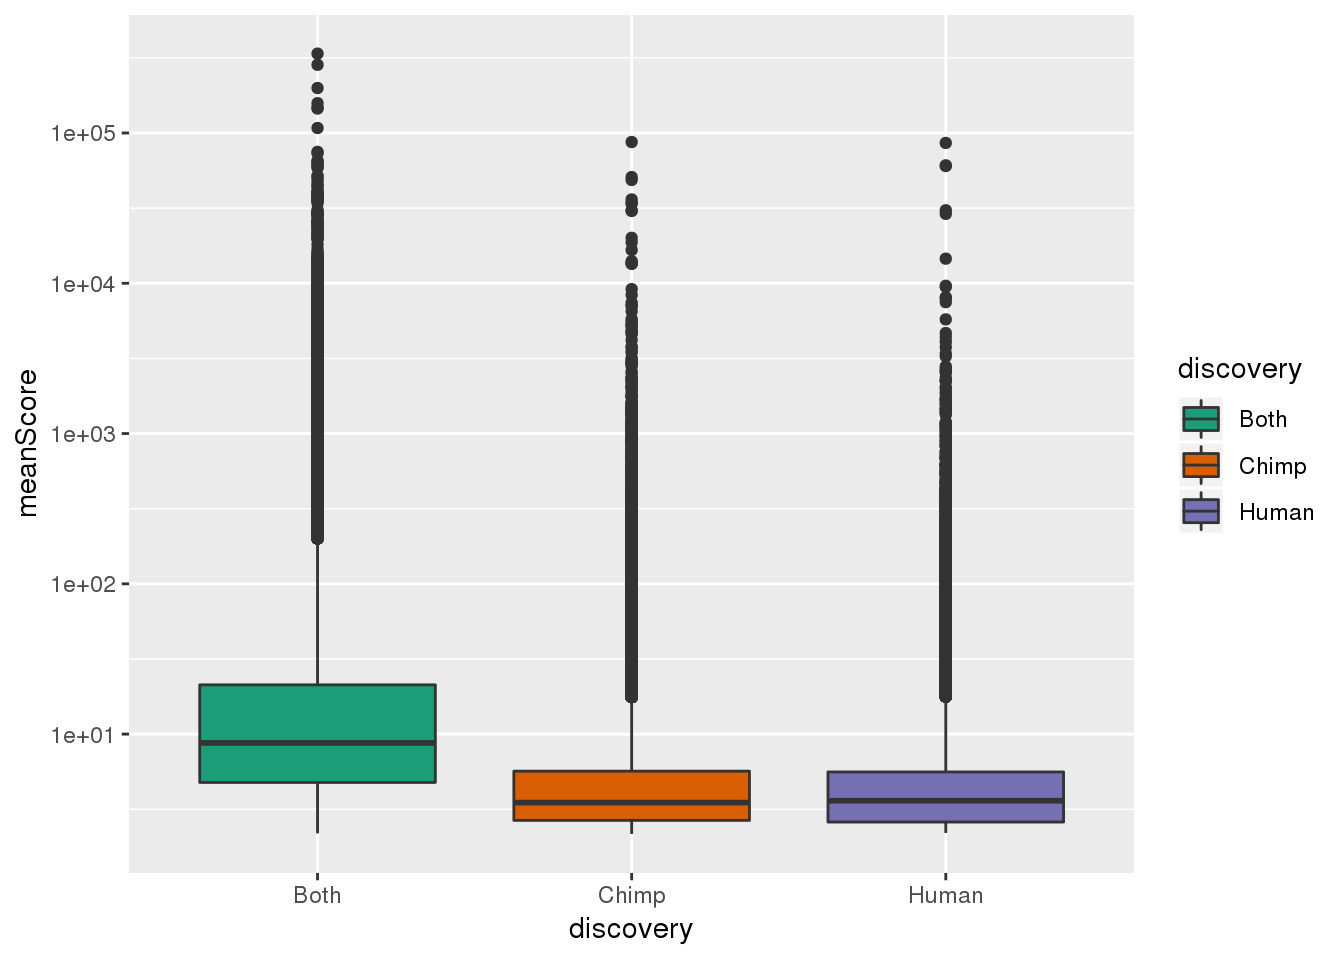 1e+05
1e+04
1e+03
1e+02
1e+01
meanScore
Both
Chimp
Human
discovery
discovery
Both
Chimp
Human